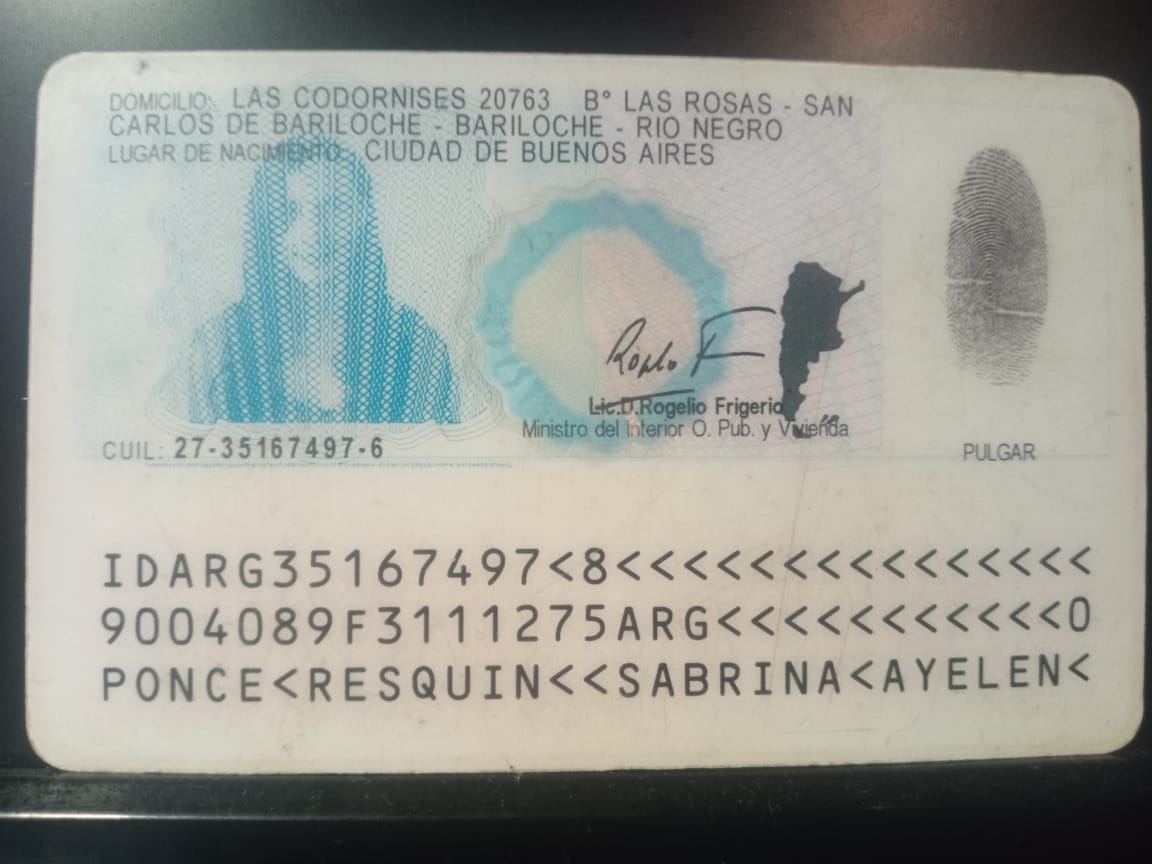 DOMICILIO: LAS CODORNISES 20763 B° LAS ROSAS - SAN
CARLOS DE BARILOCHE - BARILOCHE - RIO NEGRO
LUGAR DE NACIMIENTO: CIUDAD DE BUENOS AIRES
Lic.D.Rogelio Frigerio
Ministro del Interior O. Pub. y Vivienda
CUIL: 27-35167497-6
PULGAR
IDARG35167497<8<<<<<<<<<<<<<<<
9004089F3111275ARG<<<<<<<<<<<0
PONCE<RESQUIN<<SABRINA<AYELEN<